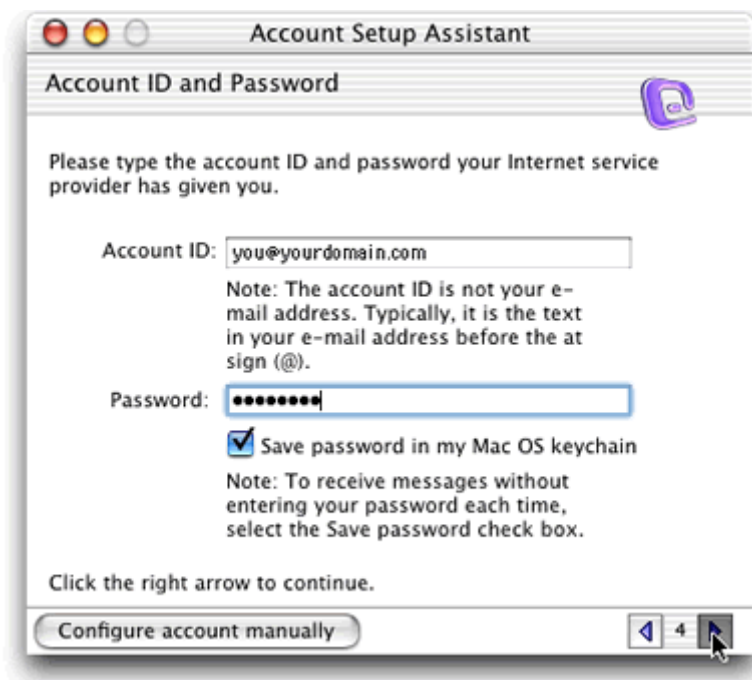 Account Setup Assistant
Account ID and Password
Please type the account ID and password your Internet service
provider has given you.
Account ID: you@yourdomain.com
Note: The account ID is not your e-
mail address. Typically, it is the text
in your e-mail address before the at
sign (@).
Password: ••••••••
Save password in my Mac OS keychain
Note: To receive messages without
entering your password each time,
select the Save password check box.
Click the right arrow to continue.
Configure account manually 4